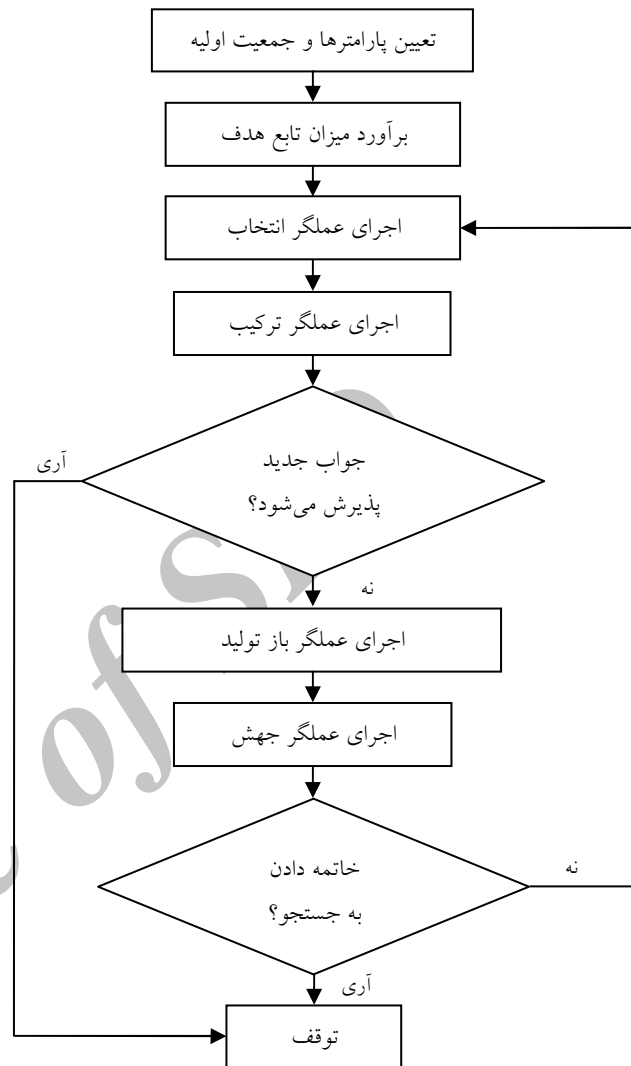 تعیین پارامترها و جمعیت اولیه
برآورد میزان تابع هدف
اجرای عملگر انتخاب
اجرای عملگر ترکیب
جواب جدید
پذیرش می‌شود؟
آری
نه
اجرای عملگر باز تولید
اجرای عملگر جهش
خاتمه دادن
به جستجو؟
نه
آری
توقف
of